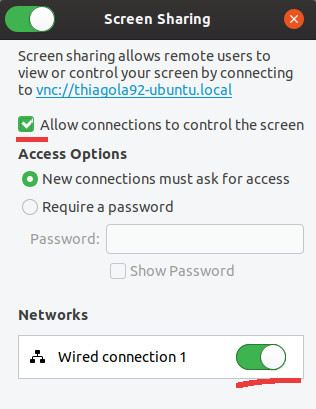 Screen Sharing
Screen sharing allows remote users to
view or control your screen by connecting
to vnc://thiagola92-ubuntu.local
Allow connections to control the screen
Access Options
New connections must ask for access
Require a password
Password:
Show Password
Networks
Wired connection 1